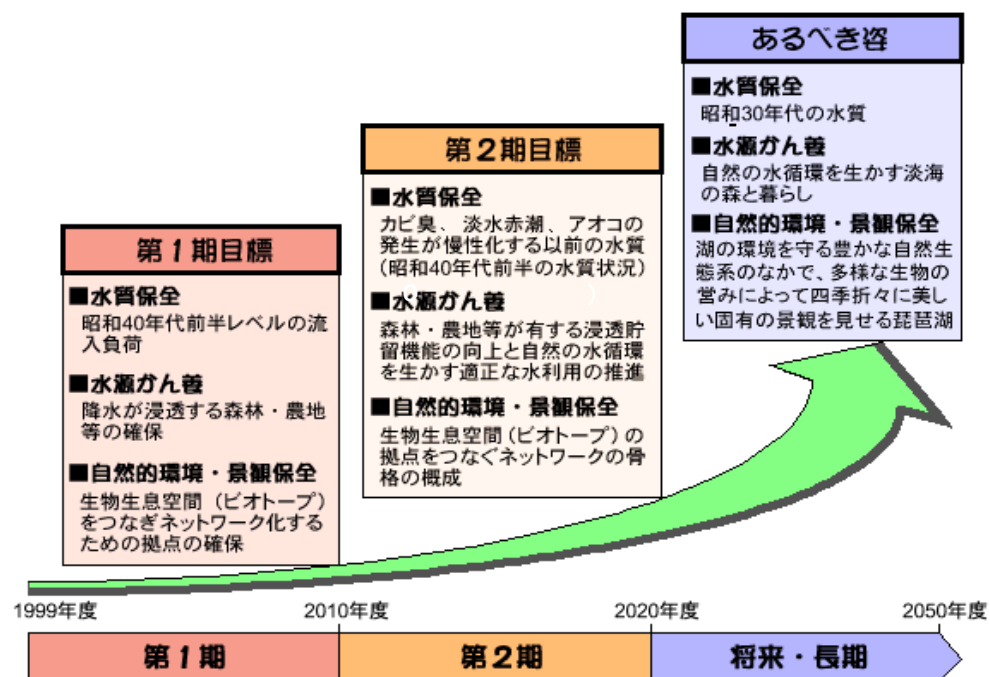 あるべき姿
■水質保全
昭和30年代の水質
■水源かん養
自然の水循環を生かす淡海
の森と暮らし
■自然的環境・景観保全
湖の環境を守る豊かな自然生
態系のなかで、多様な生物の
営みによって四季折々に美し
い固有の景観を見せる琵琶湖
第２期目標
■水質保全
カビ臭、淡水赤潮、アオコの
発生が慢性化する以前の水質
（昭和40年代前半の水質状況）
■水源かん養
森林・農地等が有する浸透貯
留機能の向上と自然の水循環
を生かす適正な水利用の推進
■自然的環境・景観保全
生物生息空間（ビオトープ）の
拠点をつなぐネットワークの骨
格の概成
第１期目標
■水質保全
昭和40年代前半レベルの流
入負荷
■水源かん養
降水が浸透する森林・農地
等の確保
■自然的環境・景観保全
生物生息空間（ビオトープ）
をつなぎネットワーク化する
ための拠点の確保
1999年度 2010年度 2020年度 2050年度
第１期 第２期 将来・長期